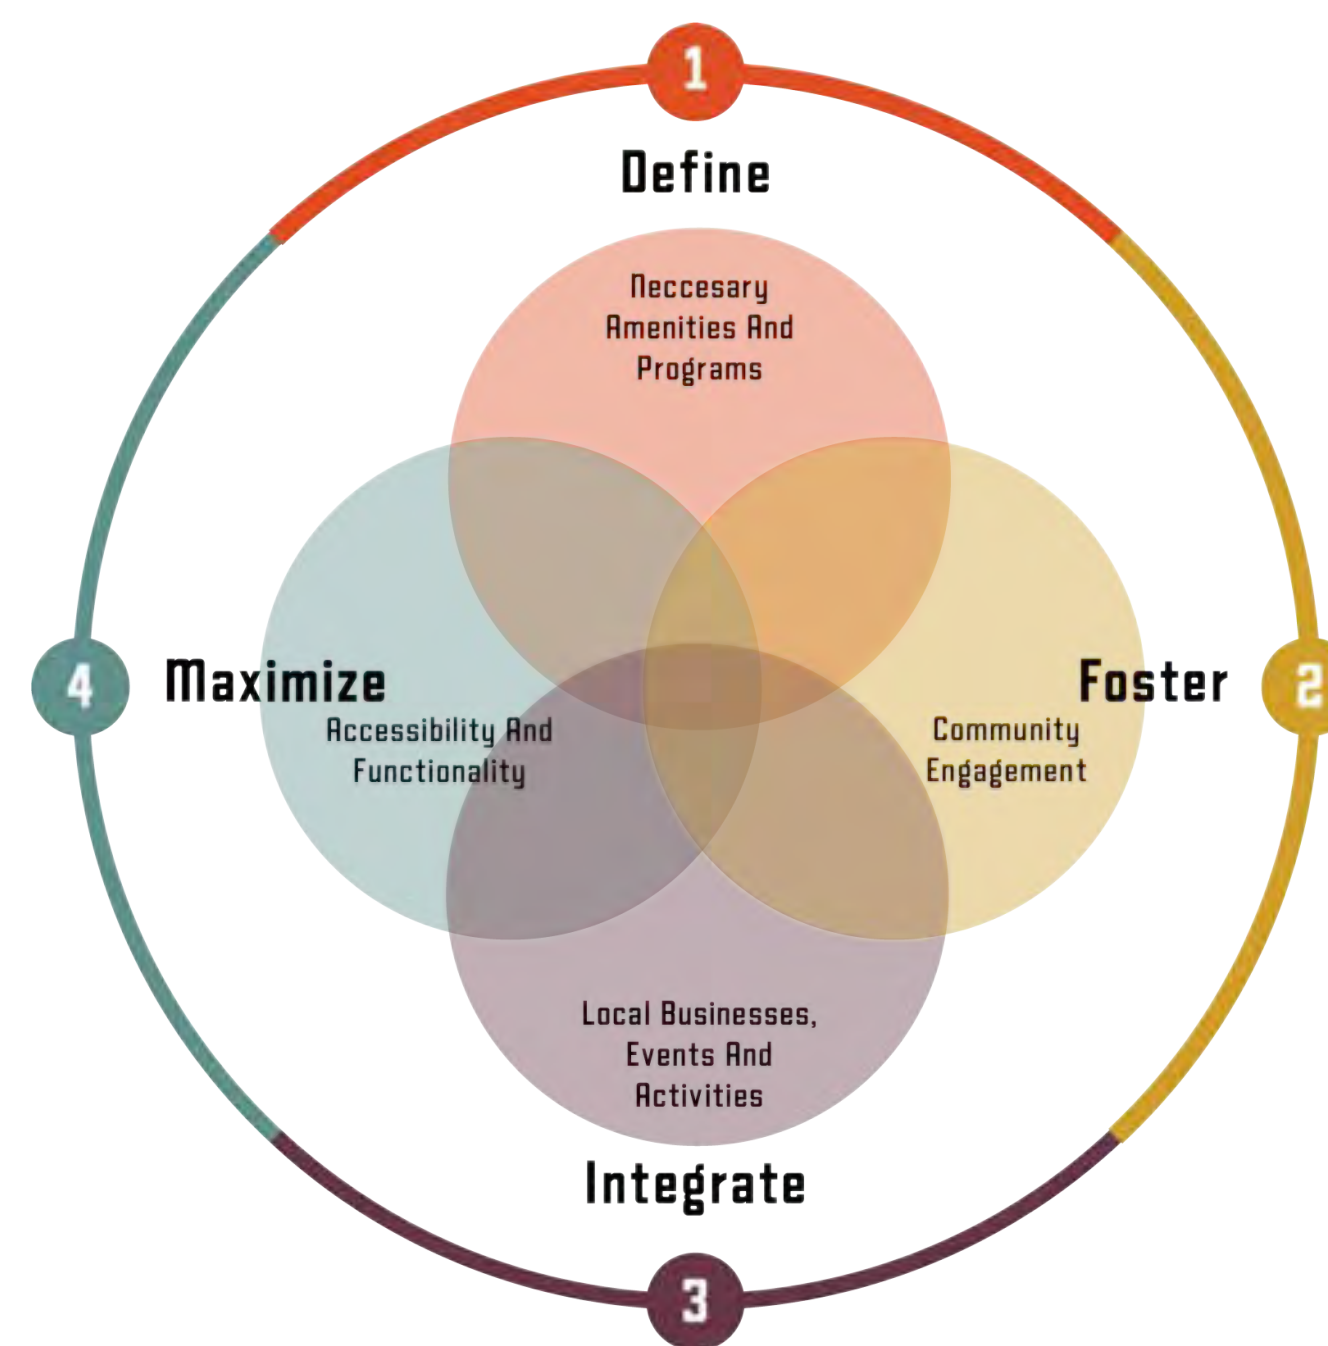 1
Define
Neccesary
Amenities And
Programs
4
Maximize
Accessibility And
Functionality
Foster
2
Community
Engagement
Local Businesses,
Events And
Activities
Integrate
3